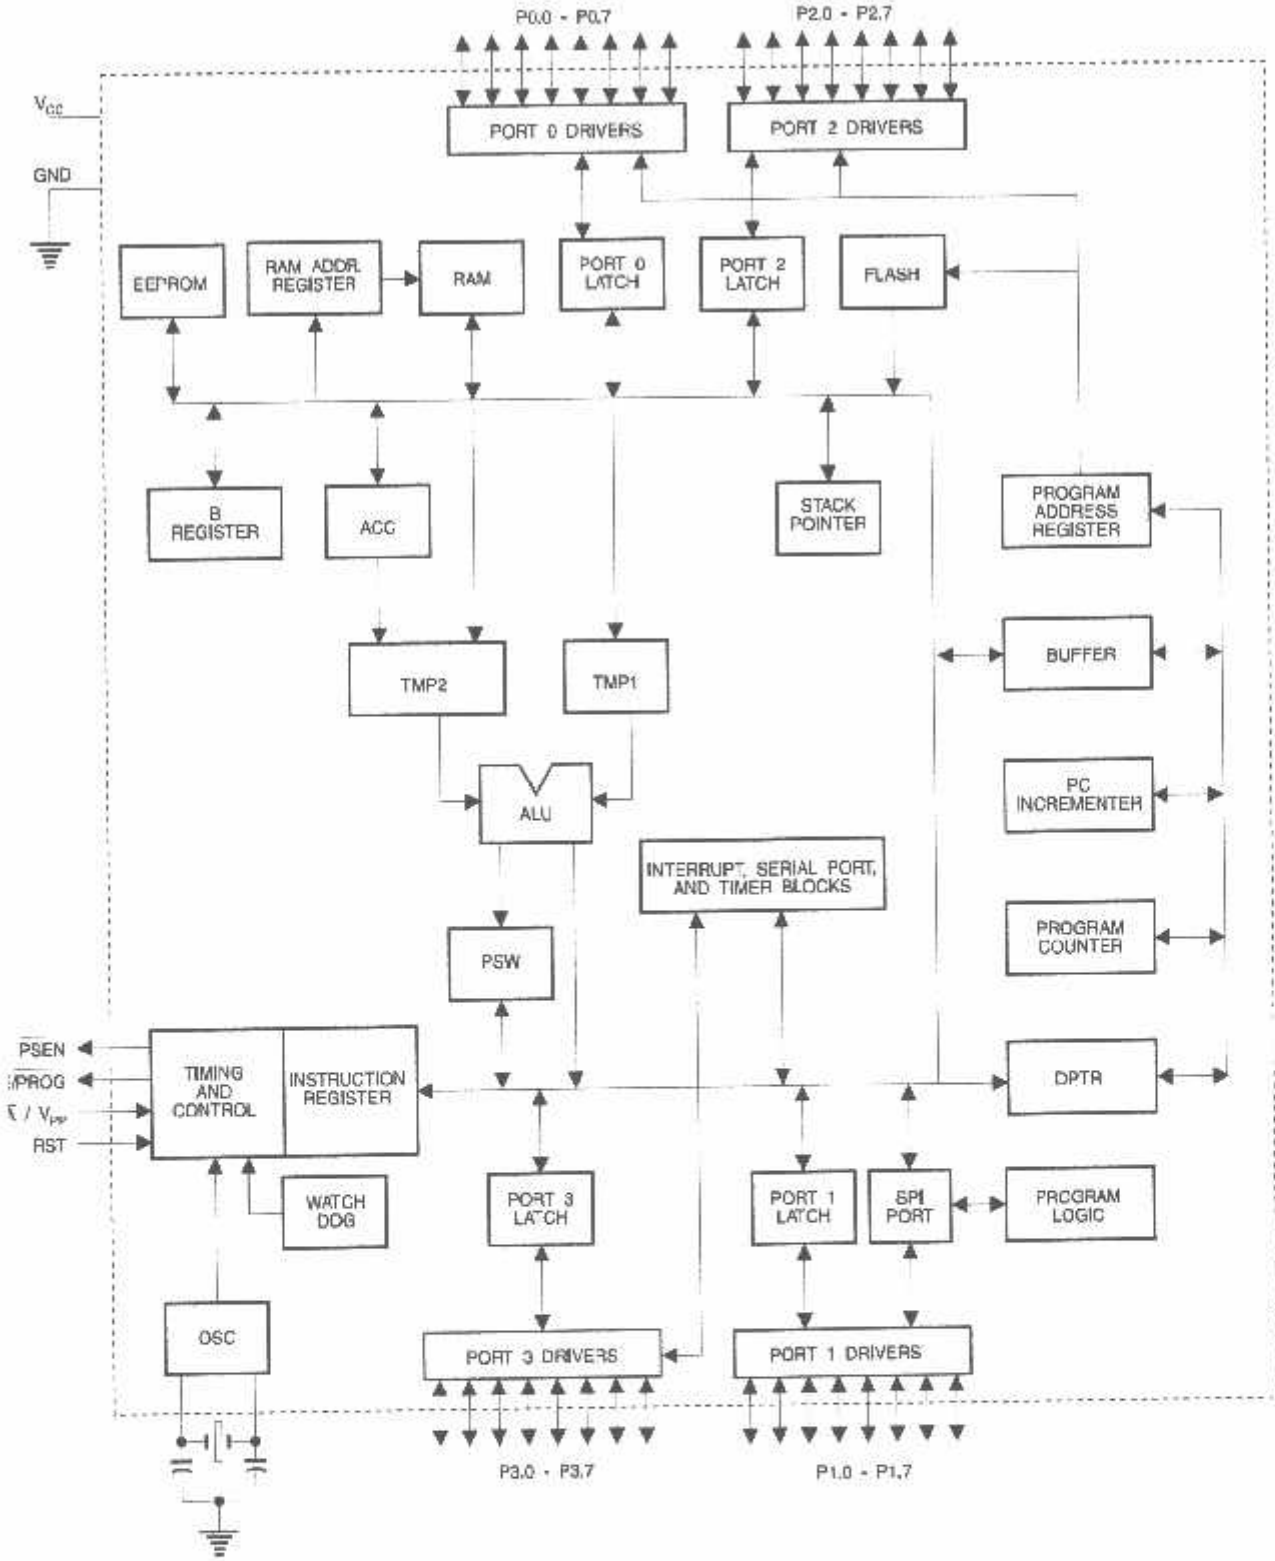 P0.0 - P0.7
P2.0 - P2.7
VCC
PORT 0 DRIVERS
PORT 2 DRIVERS
GND
EEPROM
RAM ADDR.
REGISTER
RAM
PORT 0
LATCH
PORT 2
LATCH
FLASH
B
REGISTER
ACC
STACK
POINTER
PROGRAM
ADDRESS
REGISTER
BUFFER
TMP2
TMP1
PC
INCREMENTER
ALU
INTERRUPT, SERIAL PORT,
AND TIMER BLOCKS
PROGRAM
COUNTER
PSW
PSEN
/PROG
/ VPP
RST
TIMING
AND
CONTROL
INSTRUCTION
REGISTER
DPTR
WATCH
DOG
PORT 3
LATCH
PORT 1
LATCH
SPI
PORT
PROGRAM
LOGIC
OSC
PORT 3 DRIVERS
PORT 1 DRIVERS
P3.0 - P3.7
P1.0 - P1.7